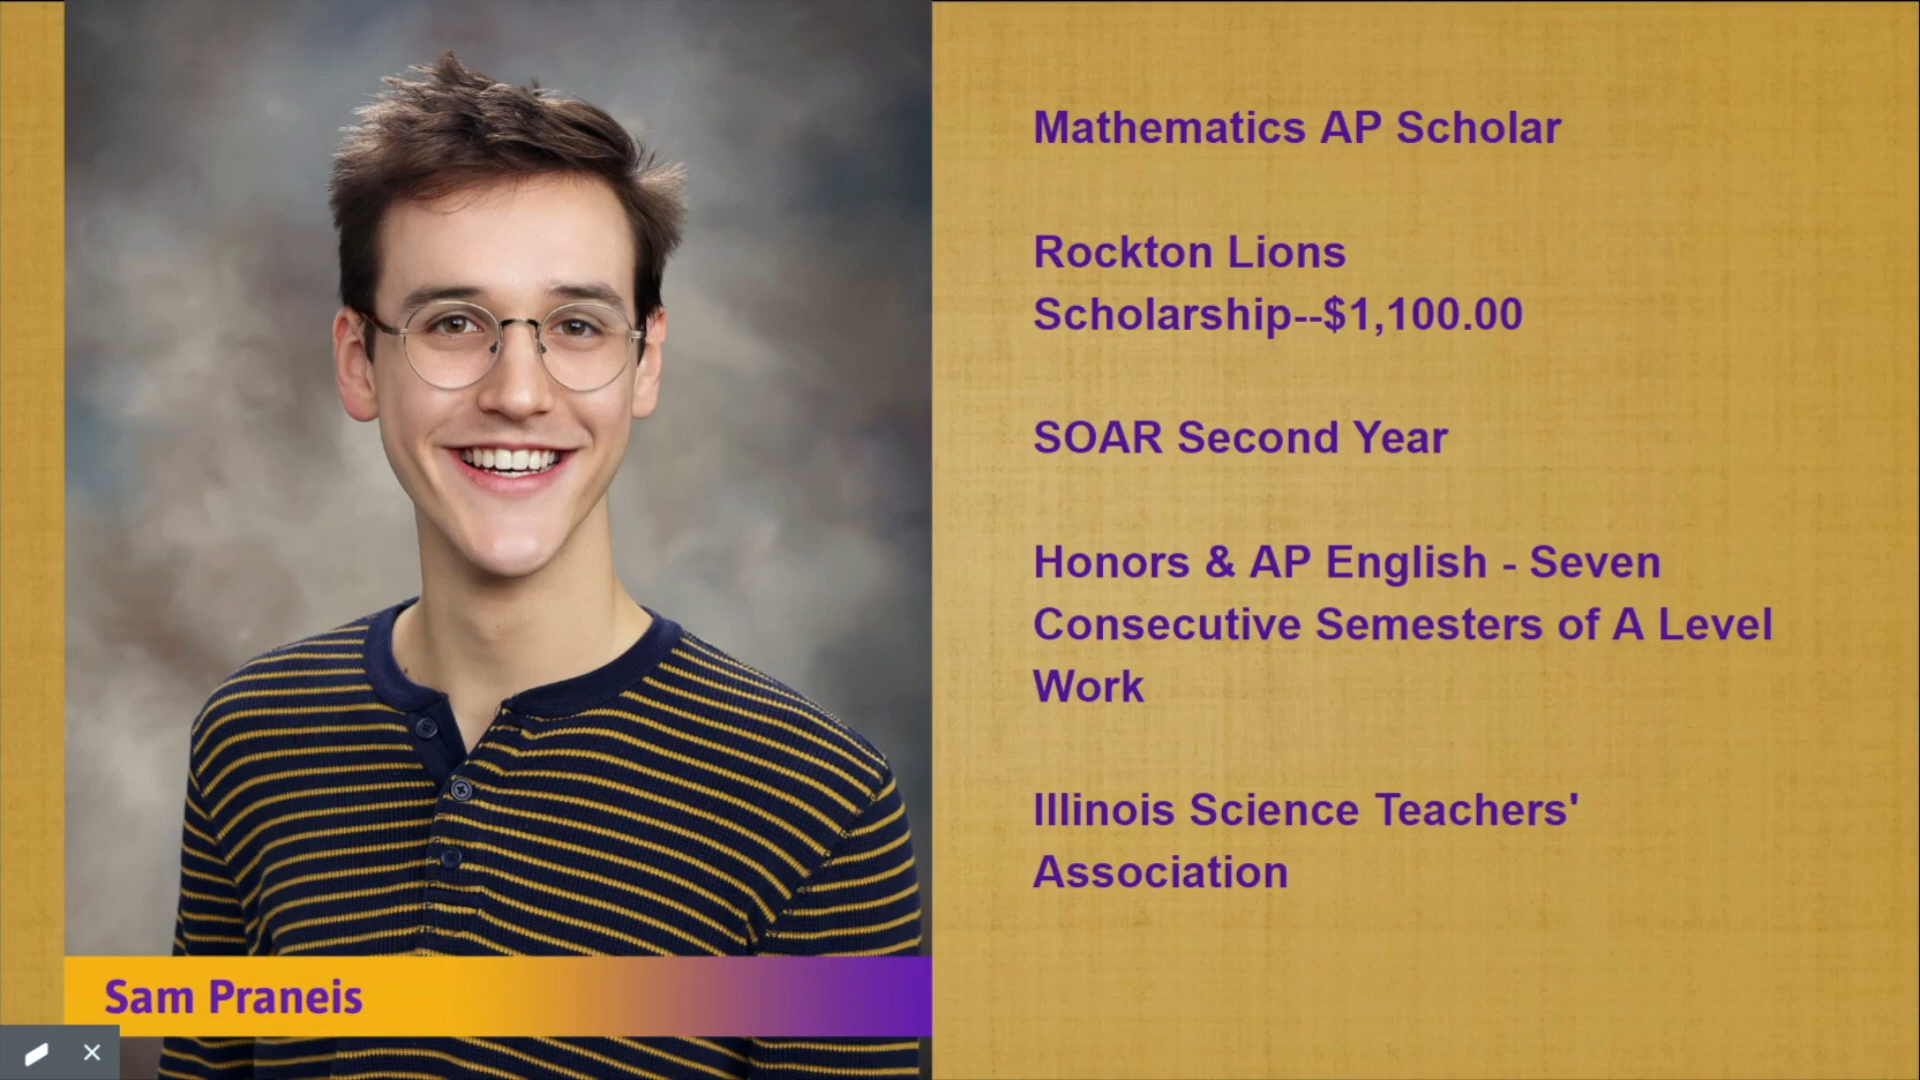 Mathematics AP Scholar
Rockton Lions
Scholarship--$1,100.00
SOAR Second Year
Honors & AP English - Seven
Consecutive Semesters of A Level
Work
Illinois Science Teachers'
Association
Sam Praneis